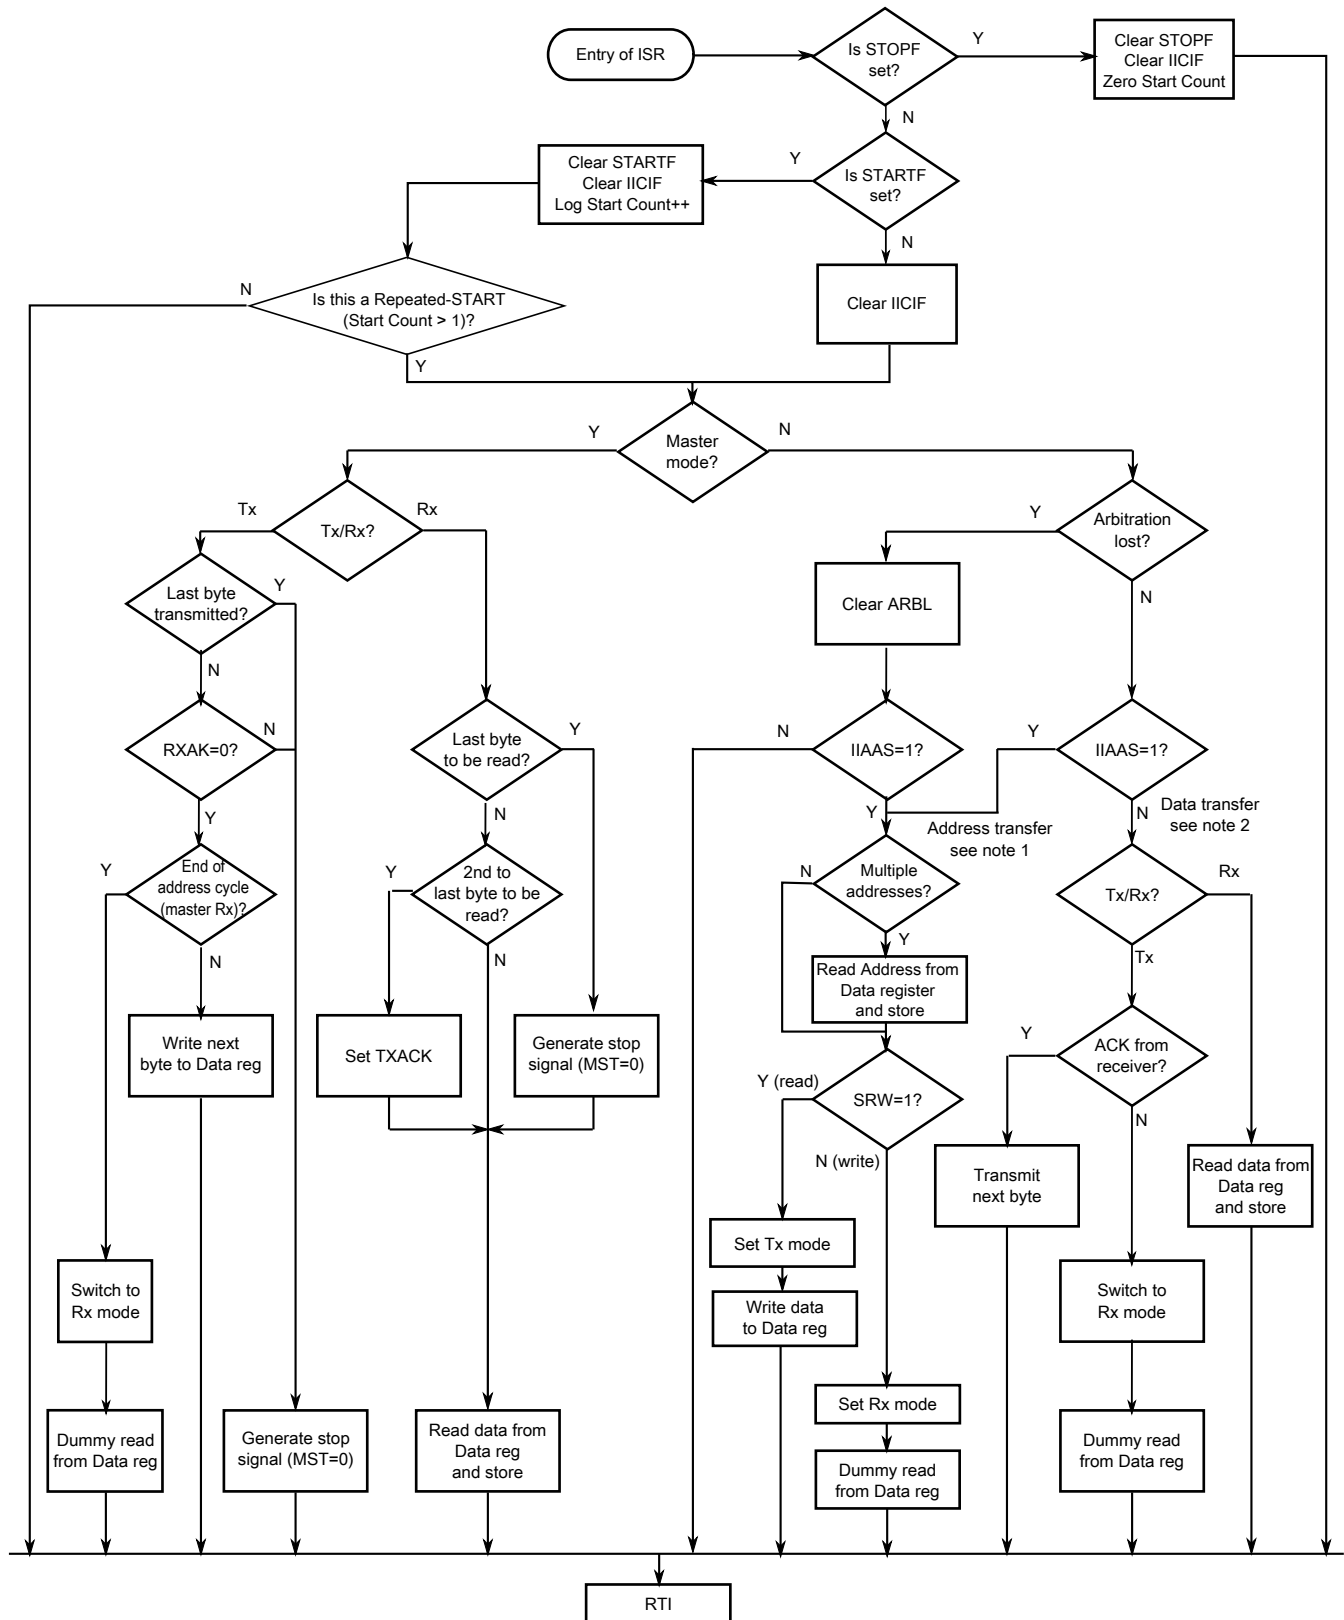 Entry of ISR
Is STOPF
set?
Y
Clear STOPF
Clear IICIF
Zero Start Count
N
Clear STARTF
Clear IICIF
Log Start Count++
Y
Is STARTF
set?
N
N
Is this a Repeated-START
(Start Count > 1)?
Clear IICIF
Y
Y
Master
mode?
N
Tx
Tx/Rx?
Rx
Y
Arbitration
lost?
Last byte
transmitted?
Y
Clear ARBL
N
N
RXAK=0?
N
Last byte
to be read?
Y
N
IIAAS=1?
Y
IIAAS=1?
Y
N
Y
Address transfer
see note 1
N
Data transfer
see note 2
Y
End of
address cycle
(master Rx)?
Y
2nd to
last byte to be
read?
N
Multiple
addresses?
Tx/Rx?
Rx
N
N
Y
Tx
Read Address from
Data register
and store
Write next
byte to Data reg
Set TXACK
Generate stop
signal (MST=0)
Y
ACK from
receiver?
Y (read)
SRW=1?
N
N (write)
Transmit
next byte
Read data from
Data reg
and store
Set Tx mode
Switch to
Rx mode
Write data
to Data reg
Switch to
Rx mode
Set Rx mode
Dummy read
from Data reg
Generate stop
signal (MST=0)
Read data from
Data reg
and store
Dummy read
from Data reg
Dummy read
from Data reg
RTI